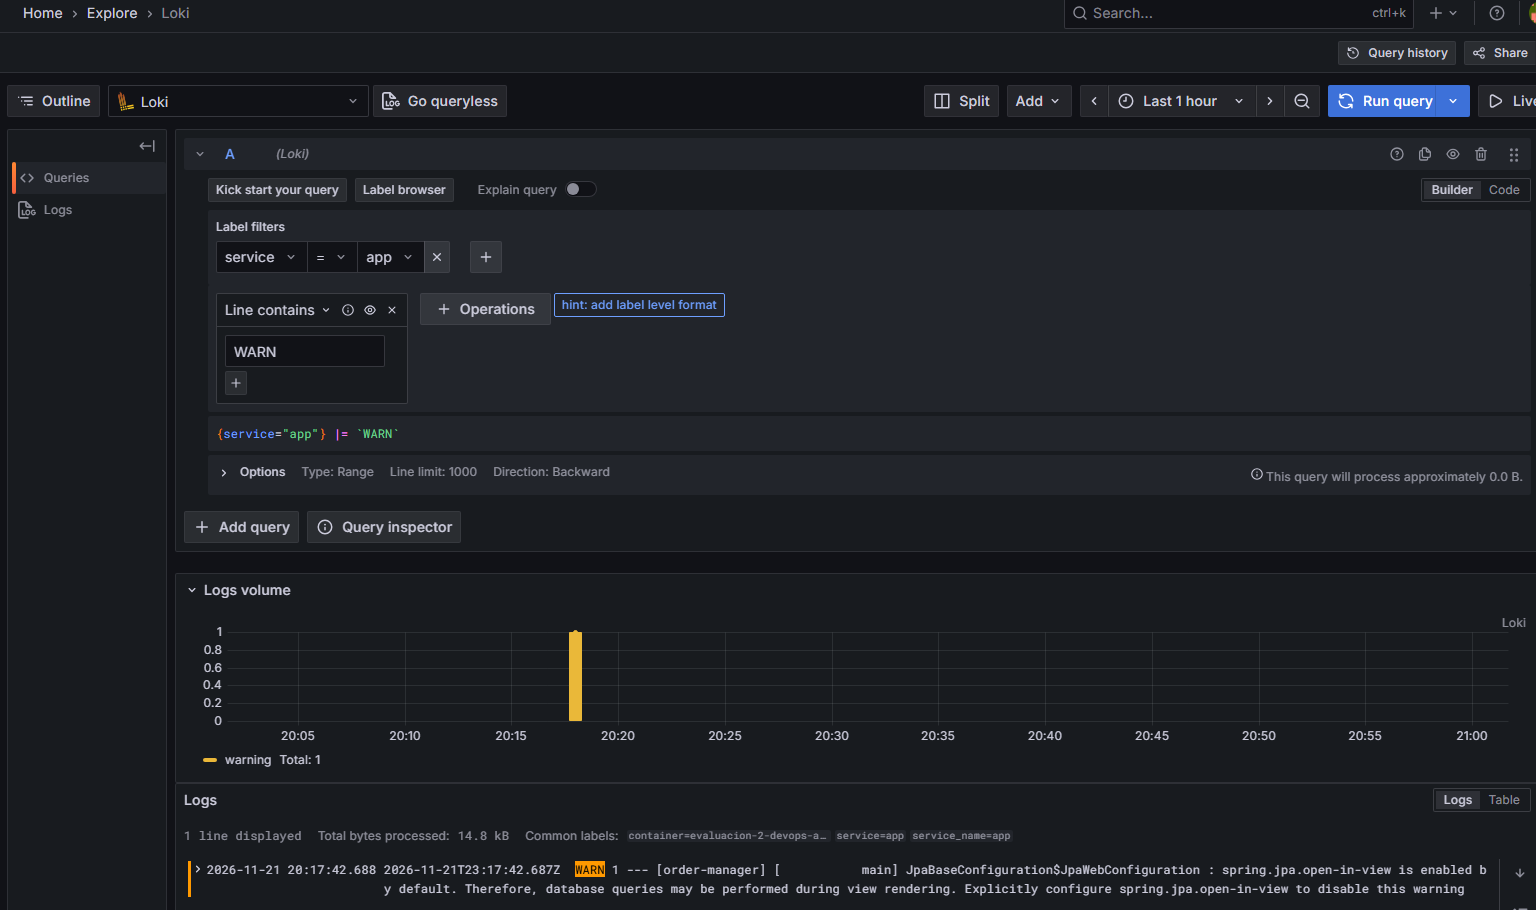 Home › Explore › Loki
Search... ctrl+k
Query history Share
Outline Loki Go queryless Split Add Last 1 hour Run query Live
Queries
Logs
A (Loki)
Kick start your query Label browser Explain query Builder Code
Label filters
service = app
Line contains Operations hint: add label level format
WARN
{service="app"} |= `WARN`
Options Type: Range Line limit: 1000 Direction: Backward This query will process approximately 0.0 B.
Add query Query inspector
Logs volume
Loki
1
0.8
0.6
0.4
0.2
0
20:05 20:10 20:15 20:20 20:25 20:30 20:35 20:40 20:45 20:50 20:55 21:00
warning Total: 1
Logs Logs Table
1 line displayed Total bytes processed: 14.8 kB Common labels: container=evaluacion-2-devops-a… service=app service_name=app
2026-11-21 20:17:42.688 2026-11-21T23:17:42.687Z WARN 1 --- [order-manager] [ main] JpaBaseConfiguration$JpaWebConfiguration : spring.jpa.open-in-view is enabled b
y default. Therefore, database queries may be performed during view rendering. Explicitly configure spring.jpa.open-in-view to disable this warning